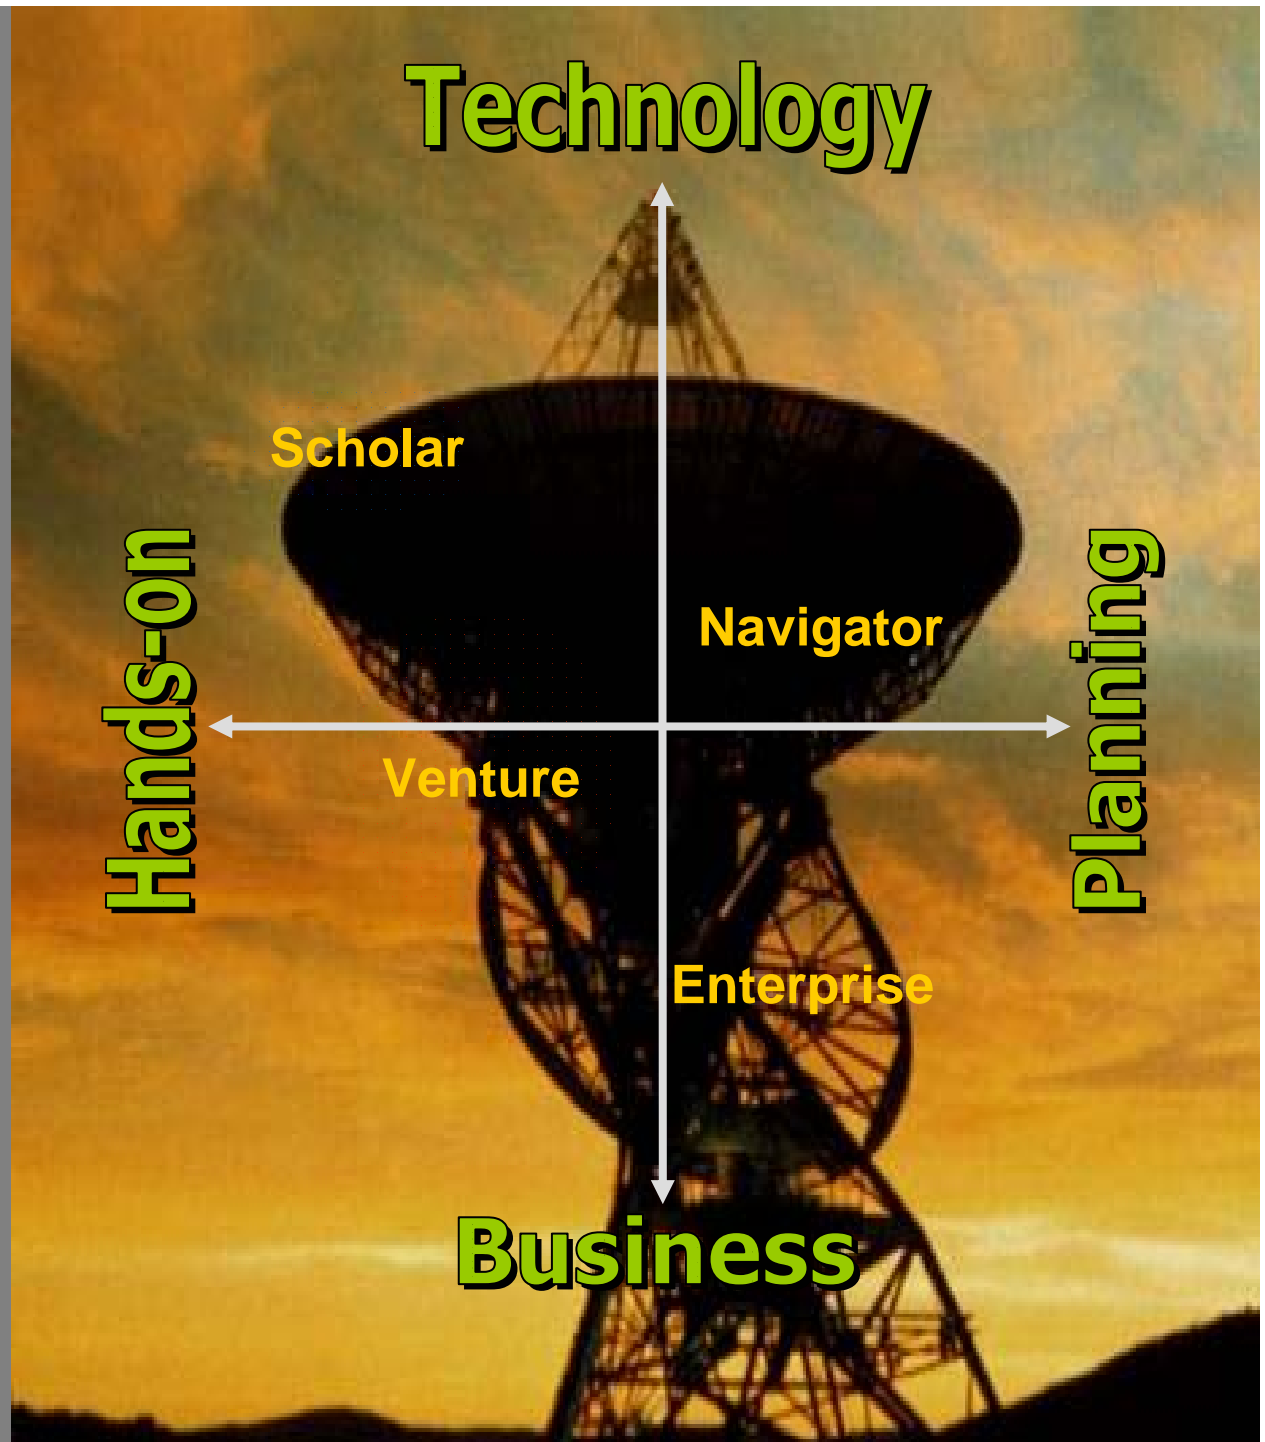 Technology
Scholar
Hands-on
Planning
Navigator
Venture
Enterprise
Business